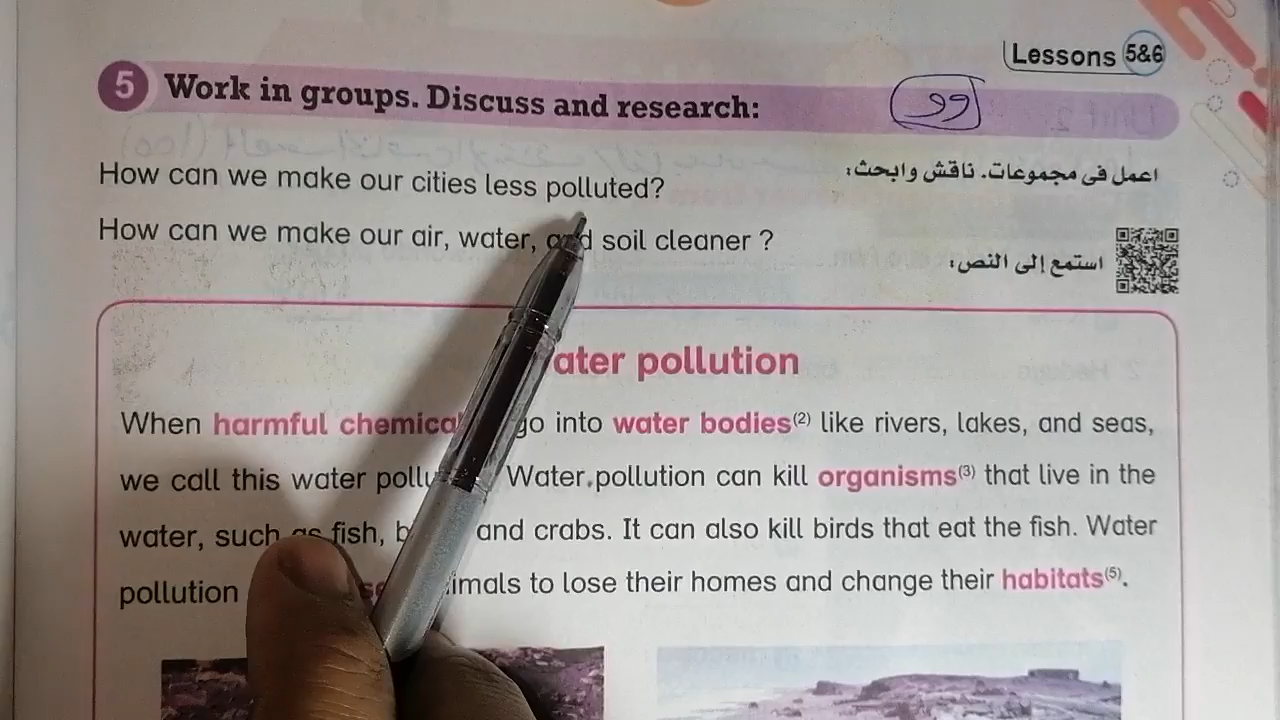 Lessons 5&6
5 Work in groups. Discuss and research:
وو
How can we make our cities less polluted?
اعمل فى مجموعات. ناقش وابحث:
How can we make our air, water, and soil cleaner ?
استمع إلى النص:
ater pollution
When harmful chemica go into water bodies(2) like rivers, lakes, and seas,
we call this water pollu Water pollution can kill organisms(3) that live in the
water, such as fish, b and crabs. It can also kill birds that eat the fish. Water
pollution imals to lose their homes and change their habitats(5).